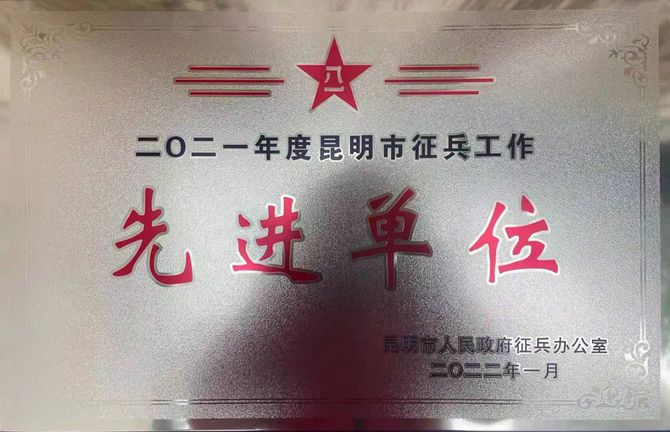 八一
二〇二一年度昆明市征兵工作
先进单位
昆明市人民政府征兵办公室
二〇二二年一月